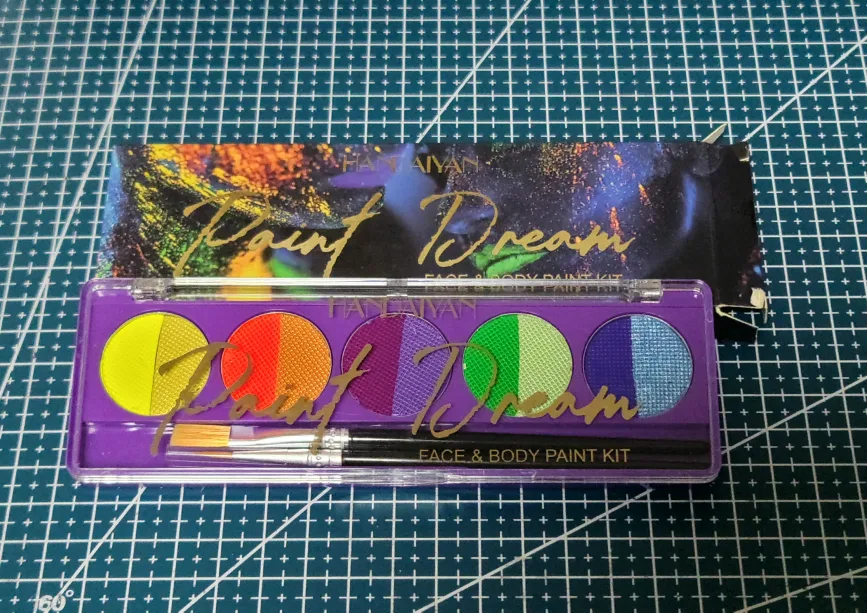 HANDAIYAN
Paint Dream
FACE & BODY PAINT KIT
HANDAIYAN
Paint Dream
FACE & BODY PAINT KIT
60°